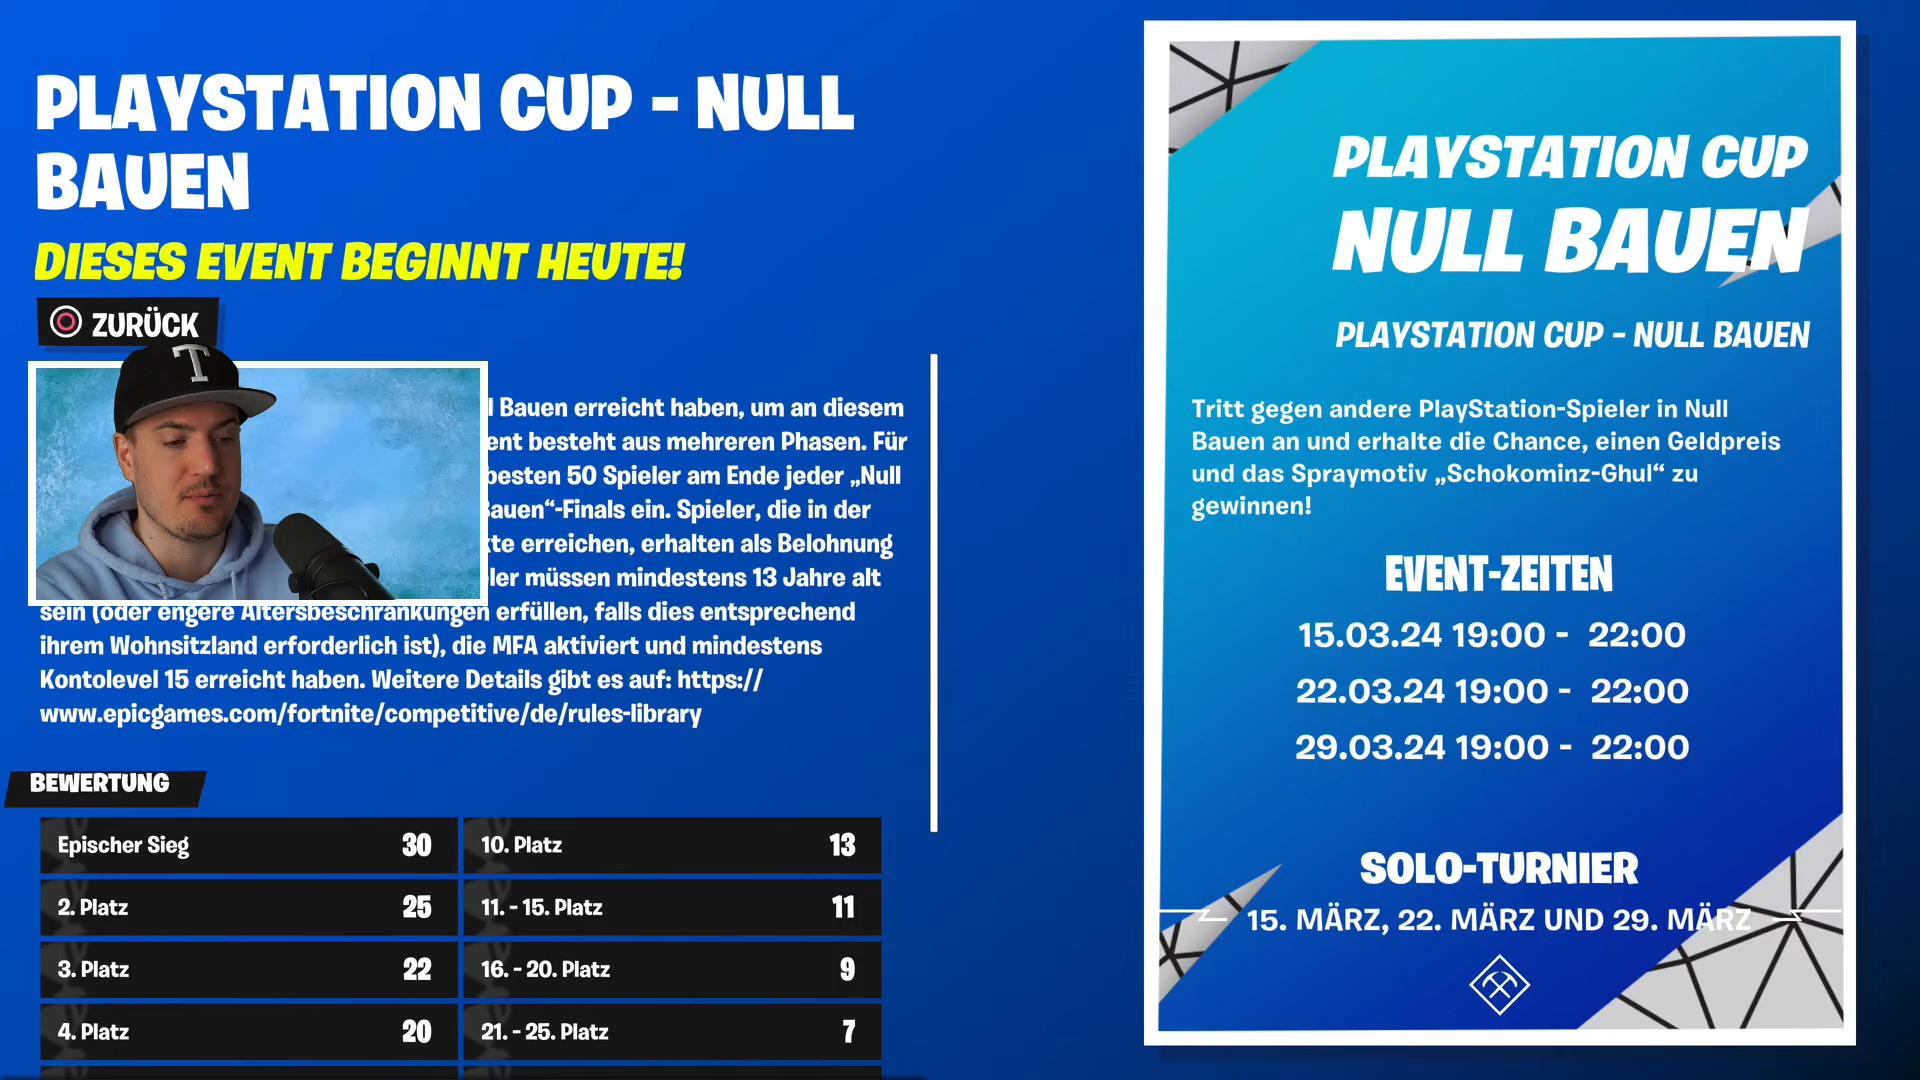 PLAYSTATION CUP - NULL
BAUEN
DIESES EVENT BEGINNT HEUTE!
ZURÜCK
T
Bauen erreicht haben, um an diesem
besteht aus mehreren Phasen. Für
besten 50 Spieler am Ende jeder „Null
Bauen“-Finals ein. Spieler, die in der
erreichen, erhalten als Belohnung
müssen mindestens 13 Jahre alt
sein (oder engere Altersbeschränkungen erfüllen, falls dies entsprechend
ihrem Wohnsitzland erforderlich ist), die MFA aktiviert und mindestens
Kontolevel 15 erreicht haben. Weitere Details gibt es auf: https://
www.epicgames.com/fortnite/competitive/de/rules-library
BEWERTUNG
Epischer Sieg 30
10. Platz 13
2. Platz 25
11. - 15. Platz 11
3. Platz 22
16. - 20. Platz 9
4. Platz 20
21. - 25. Platz 7
PLAYSTATION CUP
NULL BAUEN
PLAYSTATION CUP - NULL BAUEN
Tritt gegen andere PlayStation-Spieler in Null
Bauen an und erhalte die Chance, einen Geldpreis
und das Spraymotiv „Schokominz-Ghul“ zu
gewinnen!
EVENT-ZEITEN
15.03.24 19:00 - 22:00
22.03.24 19:00 - 22:00
29.03.24 19:00 - 22:00
SOLO-TURNIER
15. MÄRZ, 22. MÄRZ UND 29. MÄRZ